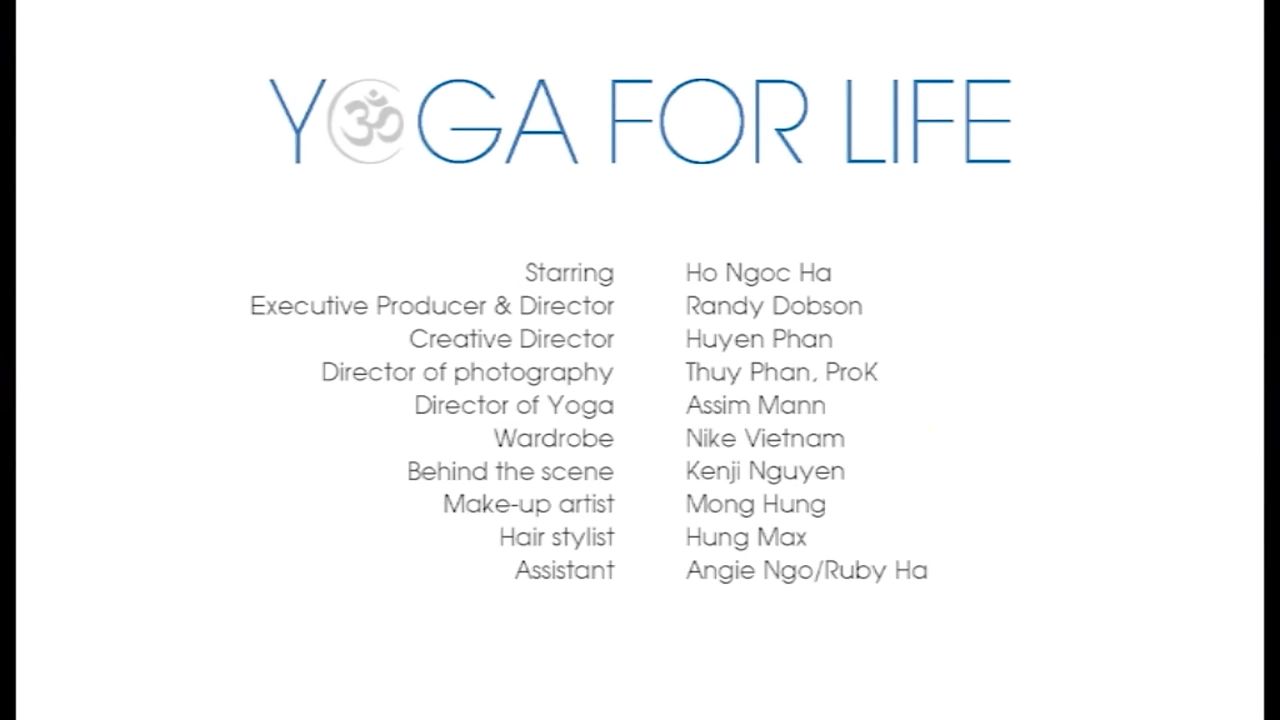 YOGA FOR LIFE
Starring Ho Ngoc Ha
Executive Producer & Director Randy Dobson
Creative Director Huyen Phan
Director of photography Thuy Phan, ProK
Director of Yoga Assim Mann
Wardrobe Nike Vietnam
Behind the scene Kenji Nguyen
Make-up artist Mong Hung
Hair stylist Hung Max
Assistant Angie Ngo/Ruby Ha